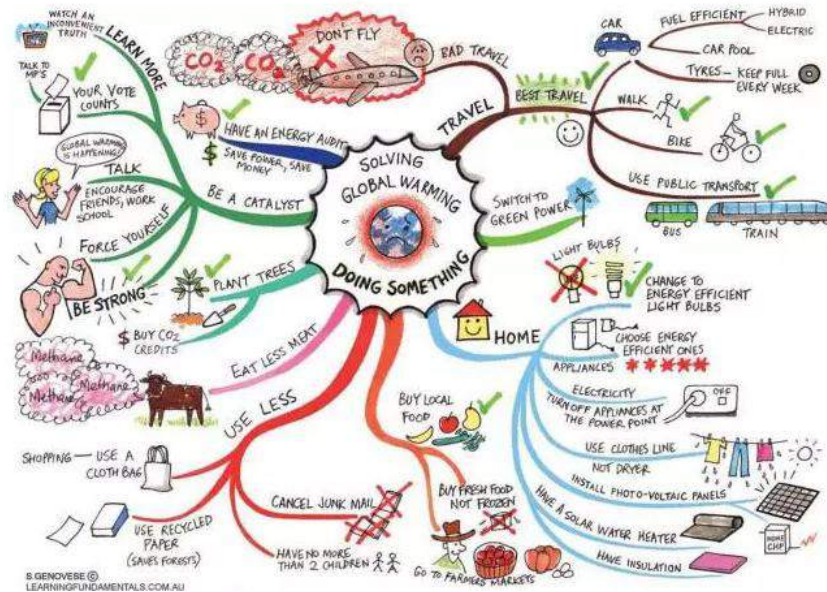 SOLVING
GLOBAL WARMING
DOING SOMETHING
TRAVEL
BAD TRAVEL
DON'T FLY
CO2
CO2
BEST TRAVEL
CAR
FUEL EFFICIENT
HYBRID
ELECTRIC
CAR POOL
TYRES — KEEP FULL
EVERY WEEK
WALK
BIKE
USE PUBLIC TRANSPORT
BUS
TRAIN
SWITCH TO
GREEN POWER
HOME
LIGHT BULBS
CHANGE TO
ENERGY EFFICIENT
LIGHT BULBS
APPLIANCES
CHOOSE ENERGY
EFFICIENT ONES
ELECTRICITY
TURN OFF APPLIANCES AT
THE POWER POINT
OFF
USE CLOTHES LINE
NOT DRYER
INSTALL PHOTO-VOLTAIC PANELS
HOME
CHP
HAVE A SOLAR WATER HEATER
HAVE INSULATION
BUY LOCAL
FOOD
BUY FRESH FOOD
NOT FROZEN
GO TO FARMERS MARKETS
USE LESS
SHOPPING — USE A
CLOTH BAG
USE RECYCLED
PAPER
(SAVES FORESTS)
CANCEL JUNK MAIL
HAVE NO MORE
THAN 2 CHILDREN
EAT LESS MEAT
Methane
Methane
Methane
PLANT TREES
$ BUY CO2
CREDITS
BE A CATALYST
LEARN MORE
WATCH AN
INCONVENIENT
TRUTH
YOUR VOTE
COUNTS
TALK TO
MP'S
TALK
ENCOURAGE
FRIENDS, WORK
SCHOOL
GLOBAL WARMING
IS HAPPENING!
FORCE YOURSELF
BE STRONG
HAVE AN ENERGY AUDIT
$ SAVE POWER, SAVE
MONEY
S.GENOVESE ©
LEARNINGFUNDAMENTALS.COM.AU